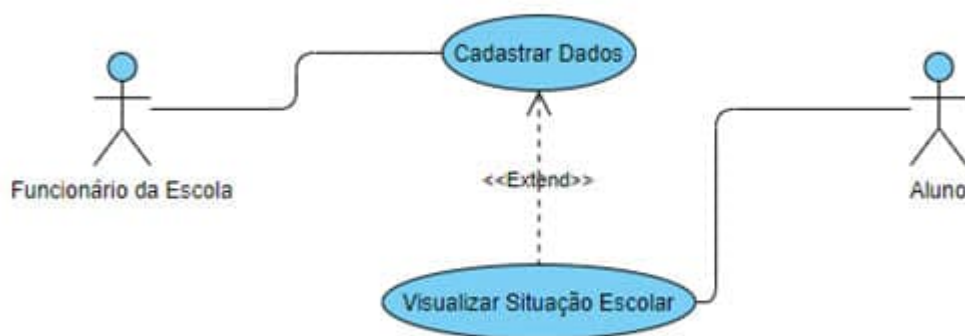 Cadastrar Dados
Funcionário da Escola
<<Extend>>
Aluno
Visualizar Situação Escolar